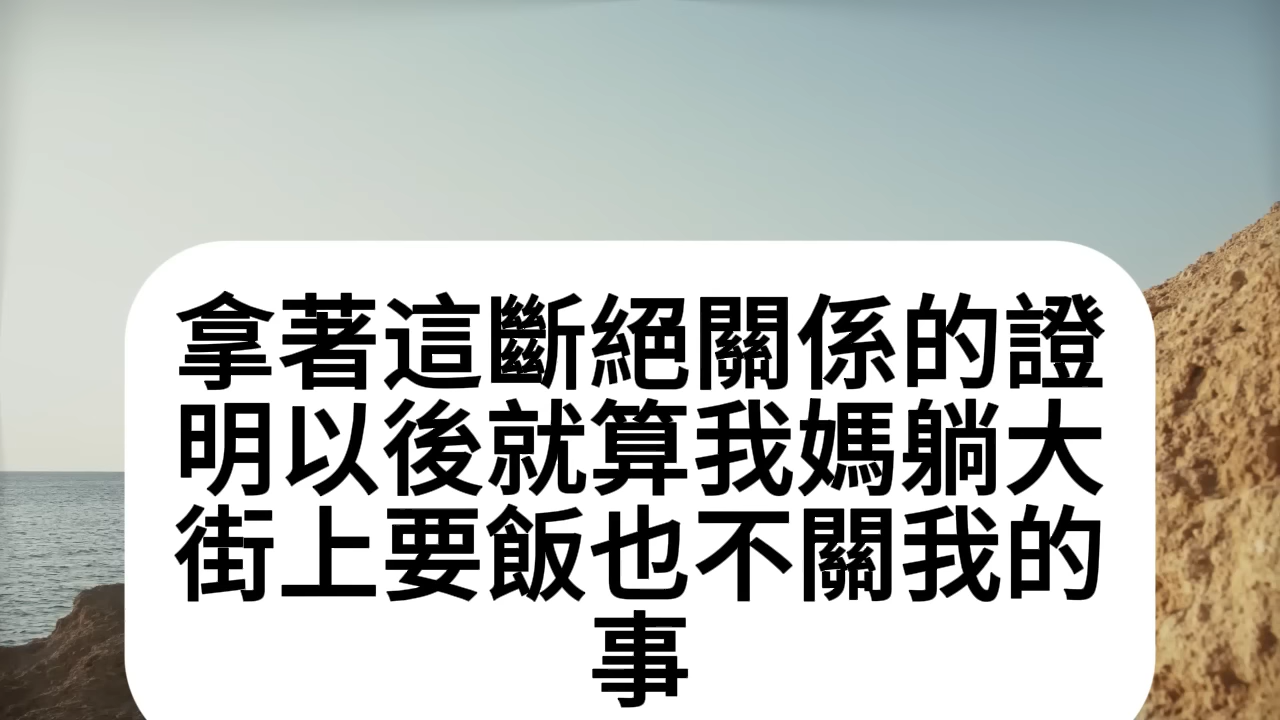 拿著這斷絕關係的證
明以後就算我媽躺大
街上要飯也不關我的
事